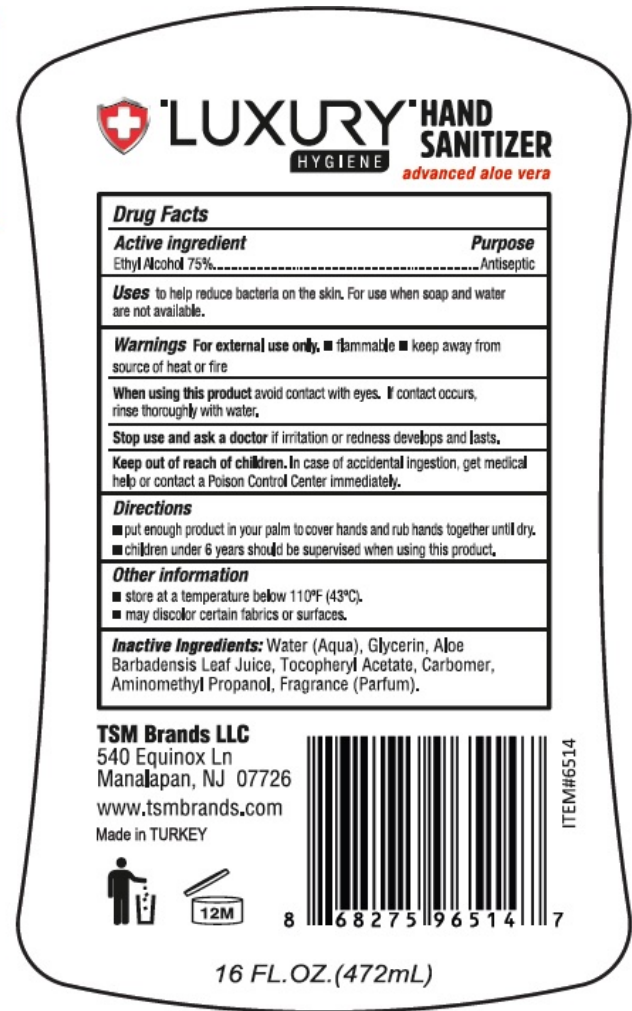 LUXURY HAND
SANITIZER
HYGIENE
advanced aloe vera
Drug Facts
Active ingredient Purpose
Ethyl Alcohol 75%........................................................Antiseptic
Uses to help reduce bacteria on the skin. For use when soap and water
are not available.
Warnings For external use only. ■ flammable ■ keep away from
source of heat or fire
When using this product avoid contact with eyes. If contact occurs,
rinse thoroughly with water.
Stop use and ask a doctor if irritation or redness develops and lasts.
Keep out of reach of children. In case of accidental ingestion, get medical
help or contact a Poison Control Center immediately.
Directions
■ put enough product in your palm to cover hands and rub hands together until dry.
■ children under 6 years should be supervised when using this product.
Other information
■ store at a temperature below 110ºF (43ºC).
■ may discolor certain fabrics or surfaces.
Inactive Ingredients: Water (Aqua), Glycerin, Aloe
Barbadensis Leaf Juice, Tocopheryl Acetate, Carbomer,
Aminomethyl Propanol, Fragrance (Parfum).
TSM Brands LLC
540 Equinox Ln
Manalapan, NJ 07726
www.tsmbrands.com
Made in TURKEY
12M
8 68275 96514 7
ITEM#6514
16 FL.OZ.(472mL)